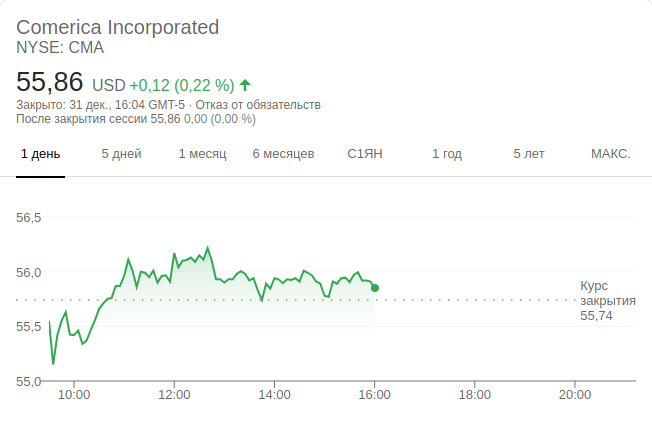 Comerica Incorporated
NYSE: CMA
55,86 USD +0,12 (0,22 %)
Закрыто: 31 дек., 16:04 GMT-5 · Отказ от обязательств
После закрытия сессии 55,86 0,00 (0,00 %)
1 день 5 дней 1 месяц 6 месяцев С1ЯН 1 год 5 лет МАКС.
56,5
56,0
Курс
закрытия
55,74
55,5
55,0
10:00 12:00 14:00 16:00 18:00 20:00